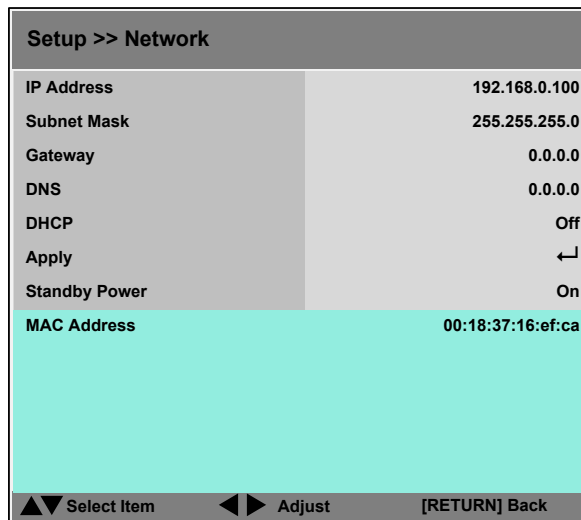 Setup >> Network
IP Address 192.168.0.100
Subnet Mask 255.255.255.0
Gateway 0.0.0.0
DNS 0.0.0.0
DHCP Off
Apply ↵
Standby Power On
MAC Address 00:18:37:16:ef:ca
▲▼ Select Item ◀▶ Adjust [RETURN] Back